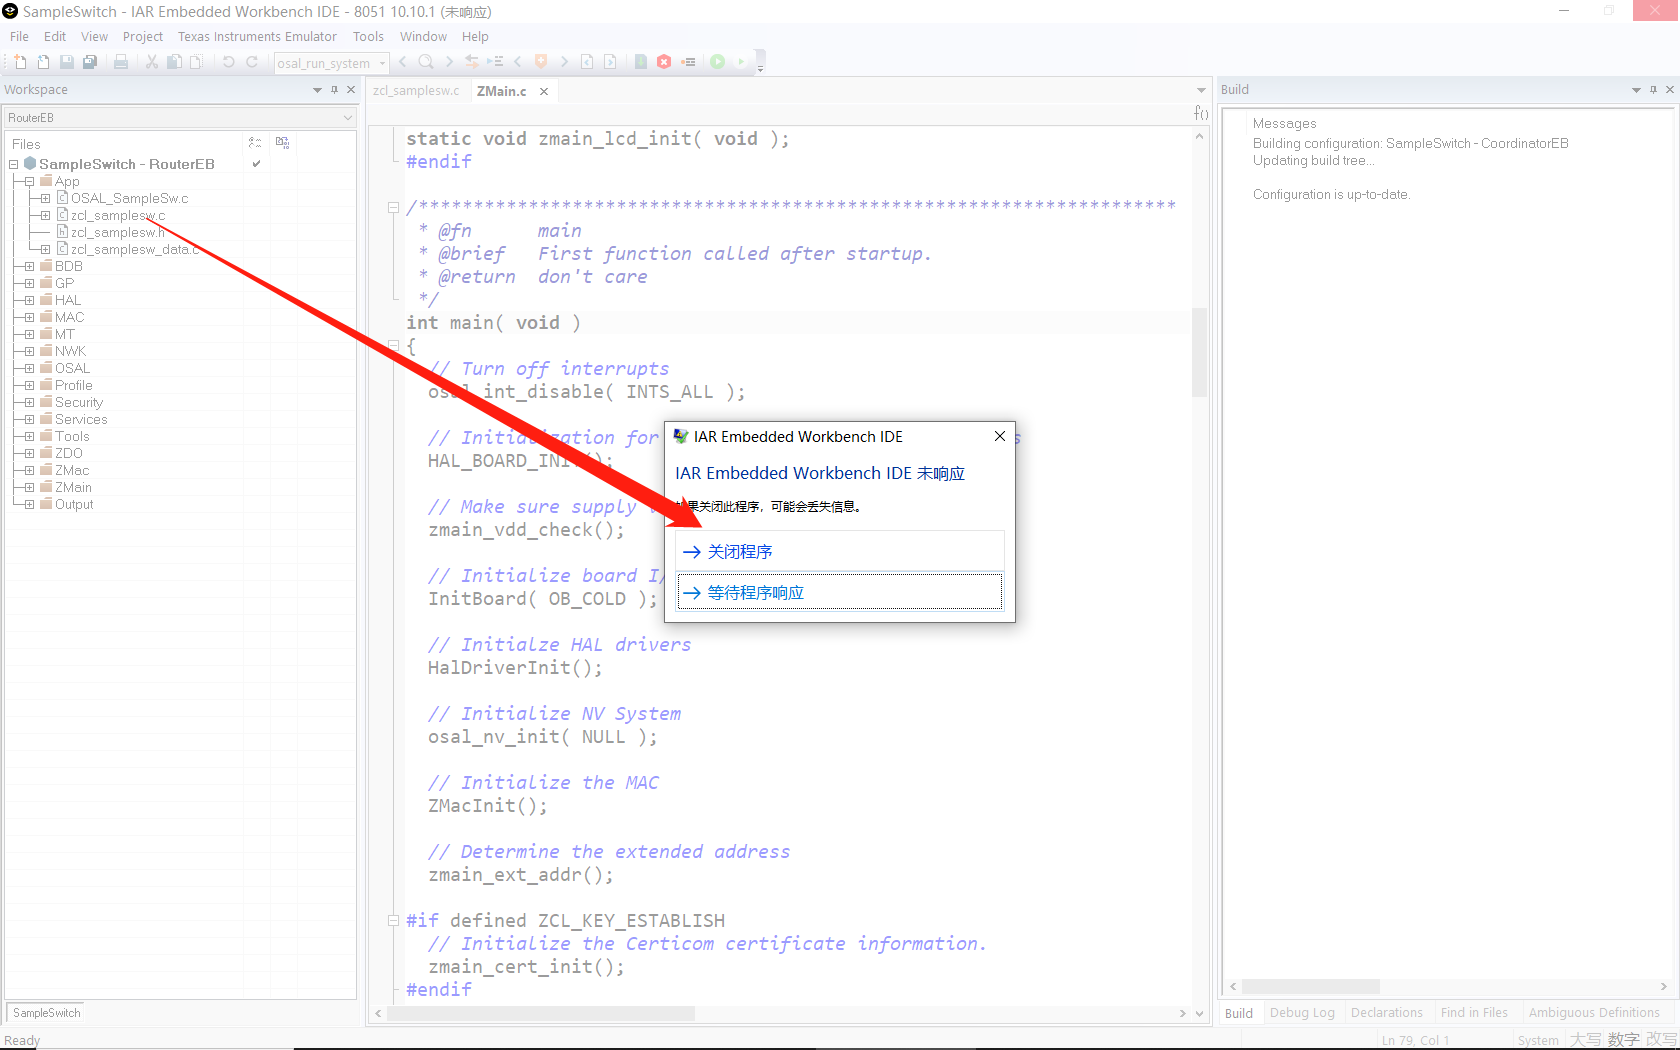 SampleSwitch - IAR Embedded Workbench IDE - 8051 10.10.1 (未响应)
File Edit View Project Texas Instruments Emulator Tools Window Help
osal_run_system
Workspace
RouterEB
Files
SampleSwitch - RouterEB
App
OSAL_SampleSw.c
zcl_samplesw.c
zcl_samplesw.h
zcl_samplesw_data.c
BDB
GP
HAL
MAC
MT
NWK
OSAL
Profile
Security
Services
Tools
ZDO
ZMac
ZMain
Output
SampleSwitch
zcl_samplesw.c ZMain.c
f()
static void zmain_lcd_init( void );
#endif
/*********************************************************************
* @fn main
* @brief First function called after startup.
* @return don't care
*/
int main( void )
{
// Turn off interrupts
osal_int_disable( INTS_ALL );
// Initialization for s
HAL_BOARD_INIT();
// Make sure supply
zmain_vdd_check();
// Initialize board I/
InitBoard( OB_COLD );
// Initialze HAL drivers
HalDriverInit();
// Initialize NV System
osal_nv_init( NULL );
// Initialize the MAC
ZMacInit();
// Determine the extended address
zmain_ext_addr();
#if defined ZCL_KEY_ESTABLISH
// Initialize the Certicom certificate information.
zmain_cert_init();
#endif
IAR Embedded Workbench IDE
IAR Embedded Workbench IDE 未响应
如果关闭此程序，可能会丢失信息。
关闭程序
等待程序响应
Build
Messages
Building configuration: SampleSwitch - CoordinatorEB
Updating build tree...
Configuration is up-to-date.
Build Debug Log Declarations Find in Files Ambiguous Definitions
Ready
Ln 79, Col 1 System 大写 数字 改写